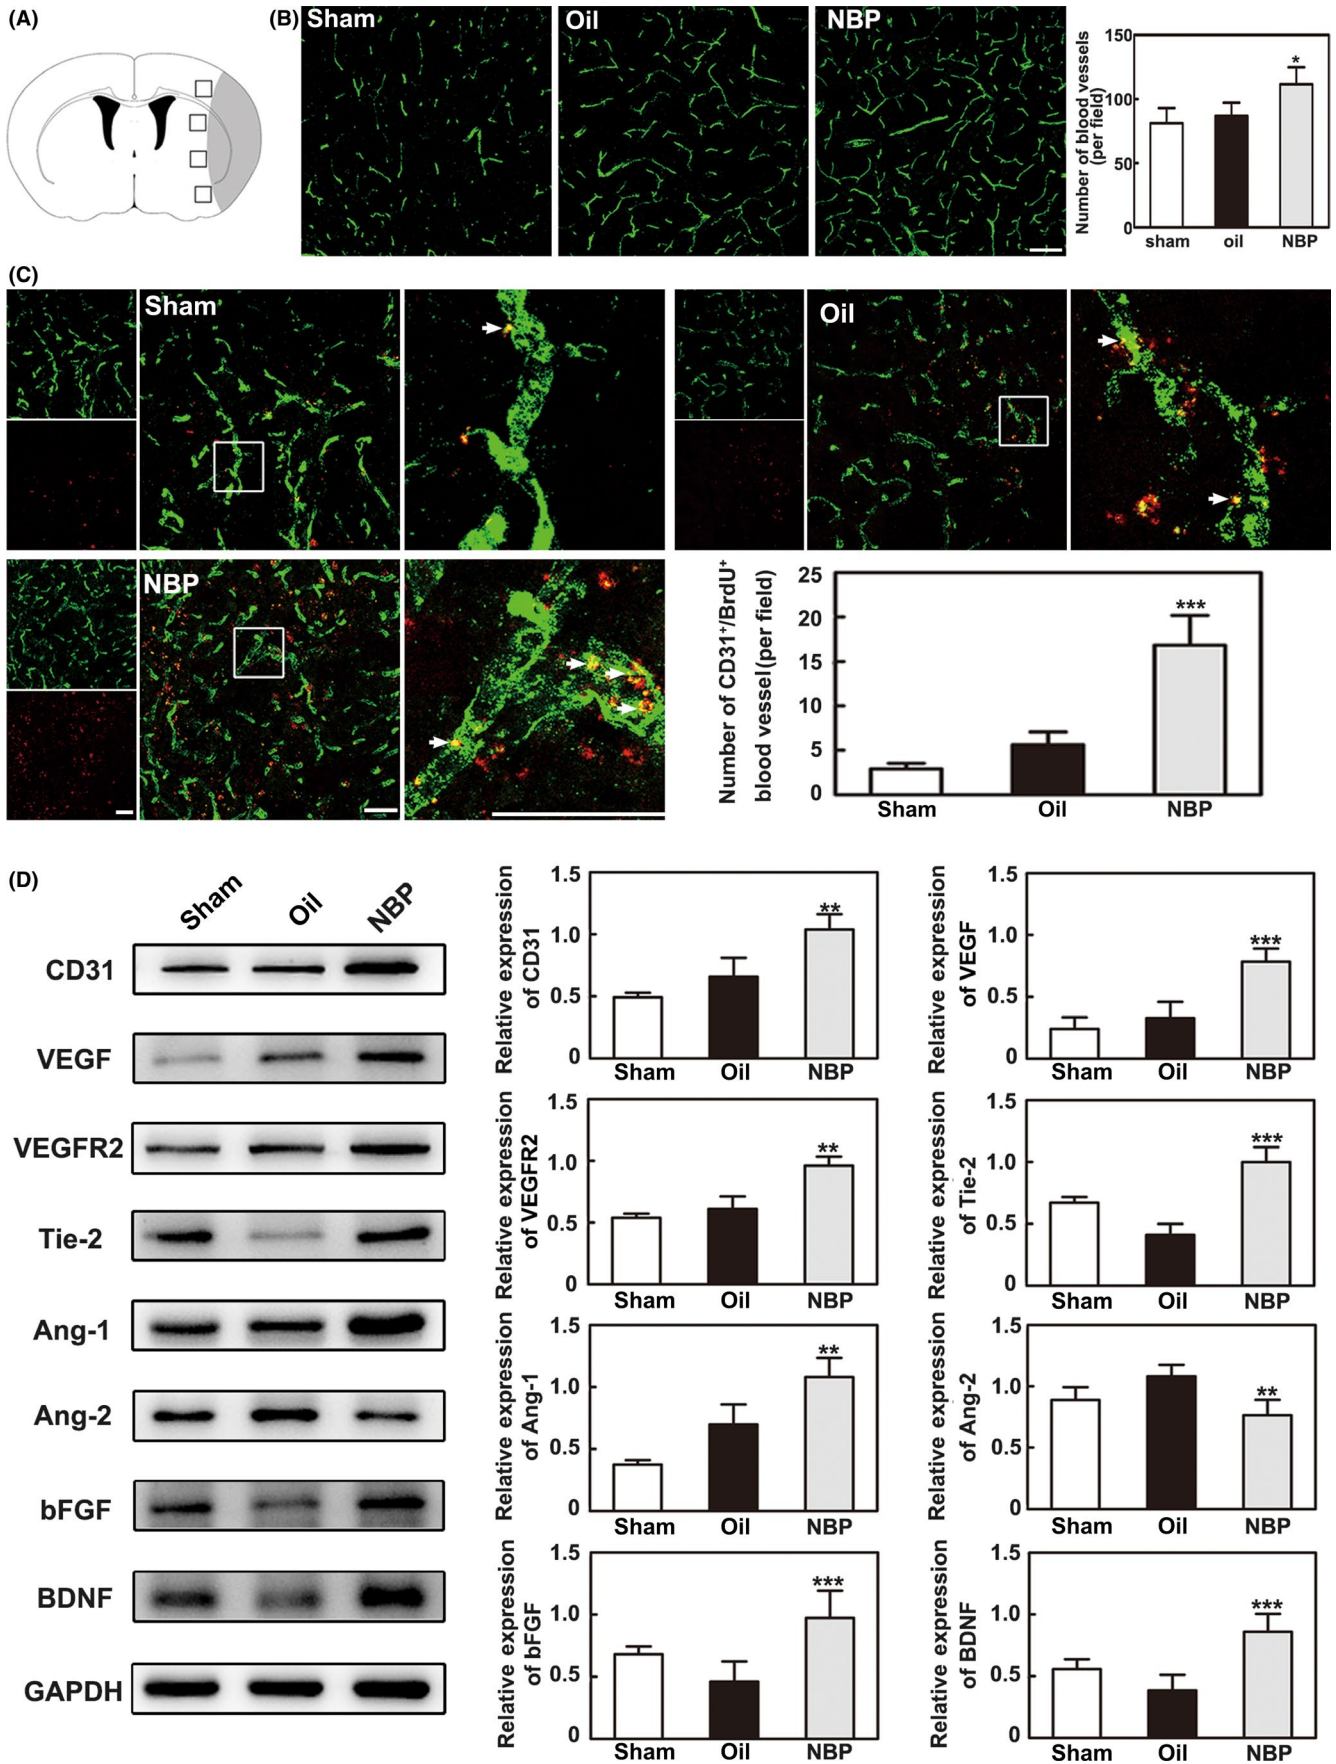 (A)
(B)
Sham
Oil
NBP
Number of blood vessels
(per field)
150
100
50
0
*
sham
oil
NBP
(C)
Sham
Oil
NBP
Number of CD31+/BrdU+
blood vessel(per field)
25
20
15
10
5
0
***
Sham
Oil
NBP
(D)
Sham
Oil
NBP
CD31
VEGF
VEGFR2
Tie-2
Ang-1
Ang-2
bFGF
BDNF
GAPDH
Relative expression
of CD31
1.5
1.0
0.5
0
**
Sham
Oil
NBP
Relative expression
of VEGF
1.5
1.0
0.5
0
***
Sham
Oil
NBP
Relative expression
of VEGFR2
1.5
1.0
0.5
0
**
Sham
Oil
NBP
Relative expression
of Tie-2
1.5
1.0
0.5
0
***
Sham
Oil
NBP
Relative expression
of Ang-1
1.5
1.0
0.5
0
**
Sham
Oil
NBP
Relative expression
of Ang-2
1.5
1.0
0.5
0
**
Sham
Oil
NBP
Relative expression
of bFGF
1.5
1.0
0.5
0
***
Sham
Oil
NBP
Relative expression
of BDNF
1.5
1.0
0.5
0
***
Sham
Oil
NBP